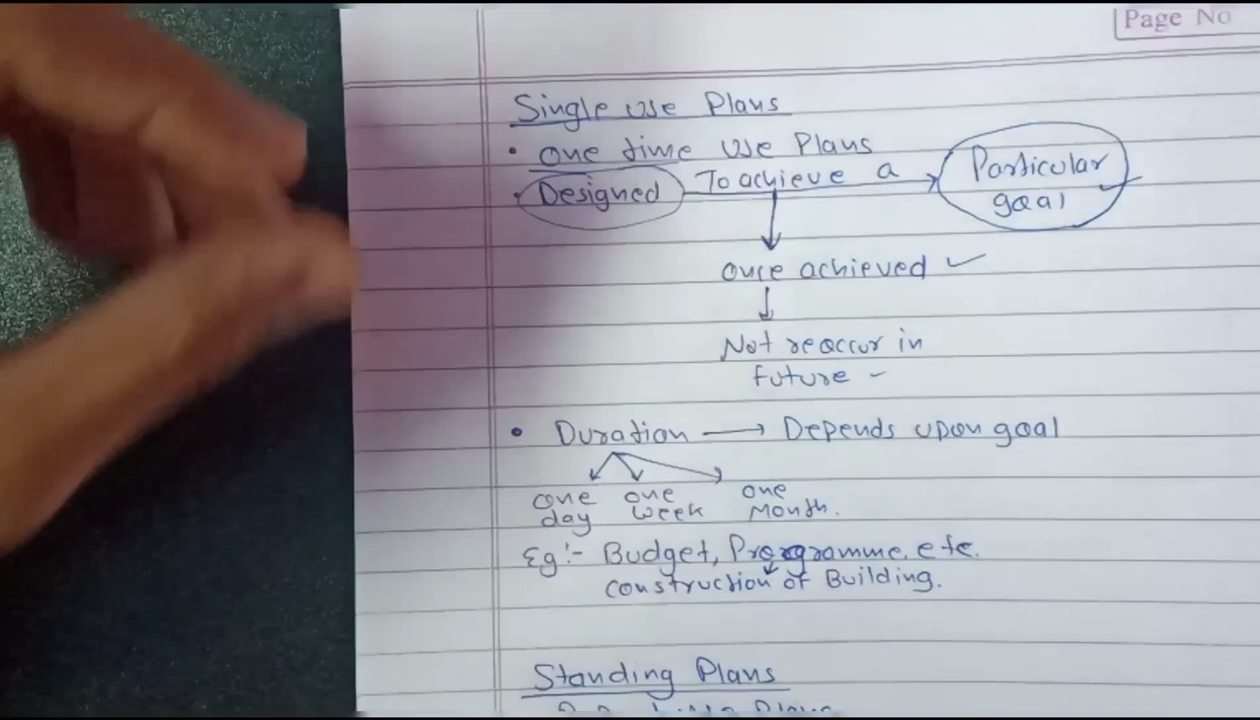 Page No
Single Use Plans
• One time Use Plans
• Designed To achieve a → Particular goal
once achieved ✓
Not reoccur in
future
• Duration → Depends upon goal
one day one week one Month.
Eg:- Budget, Programme, etc.
Construction of Building.
Standing Plans